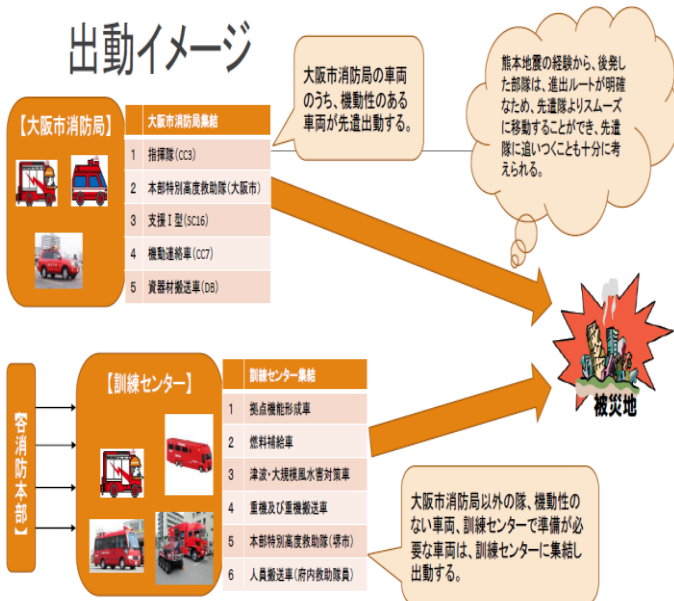 出動イメージ
【大阪市消防局】
大阪市消防局集結
1 指揮隊(CC3)
2 本部特別高度救助隊(大阪市)
3 支援Ⅰ型(SC16)
4 機動連絡車(CC7)
5 資器材搬送車(DB)
大阪市消防局の車両
のうち、機動性のある
車両が先遣出動する。
熊本地震の経験から、後発し
た部隊は、進出ルートが明確
なため、先遣隊よりスムーズ
に移動することができ、先遣
隊に追いつくことも十分に考
えられる。
被災地
【各消防本部】
【訓練センター】
訓練センター集結
1 拠点機能形成車
2 燃料補給車
3 津波・大規模風水害対策車
4 重機及び重機搬送車
5 本部特別高度救助隊(堺市)
6 人員搬送車(府内救助隊員)
大阪市消防局以外の隊、機動性の
ない車両、訓練センターで準備が必
要な車両は、訓練センターに集結し
出動する。